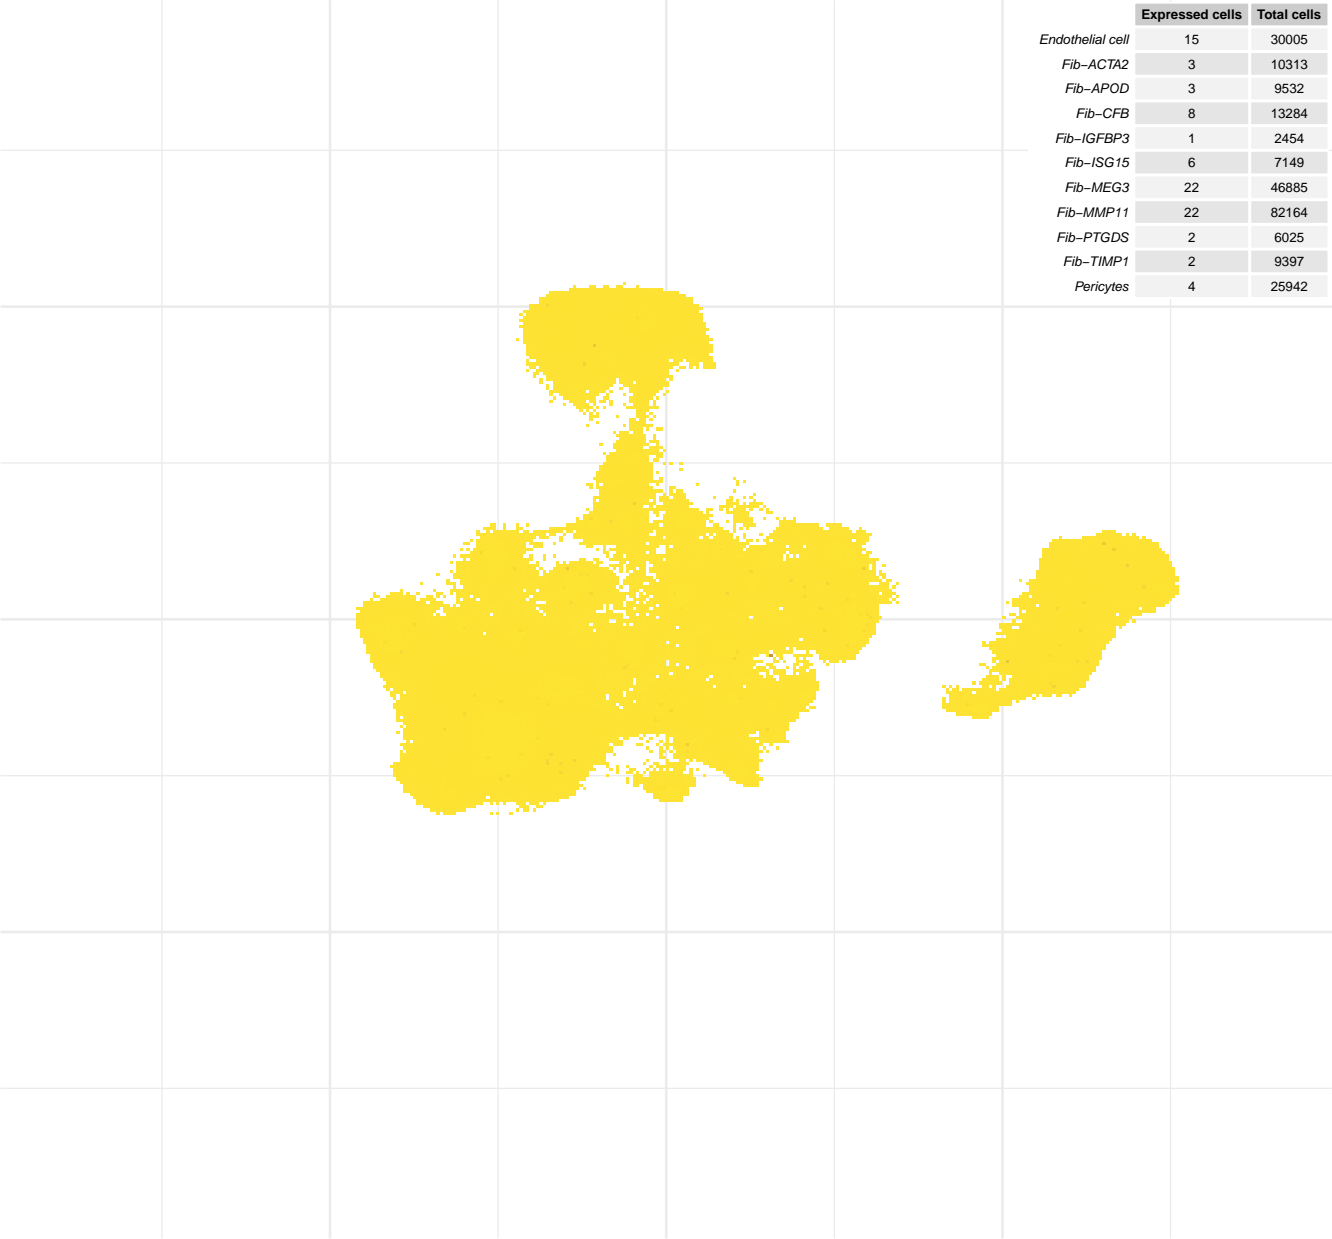 Expressed cells Total cells
Endothelial cell 15 30005
Fib−ACTA2 3 10313
Fib−APOD 3 9532
Fib−CFB 8 13284
Fib−IGFBP3 1 2454
Fib−ISG15 6 7149
Fib−MEG3 22 46885
Fib−MMP11 22 82164
Fib−PTGDS 2 6025
Fib−TIMP1 2 9397
Pericytes 4 25942